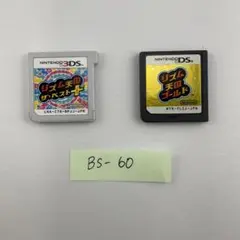 NINTENDO 3DS
リズム天国
ザ・ベスト+
NINTENDO DS
リズム
天国
ゴールド
BS-60